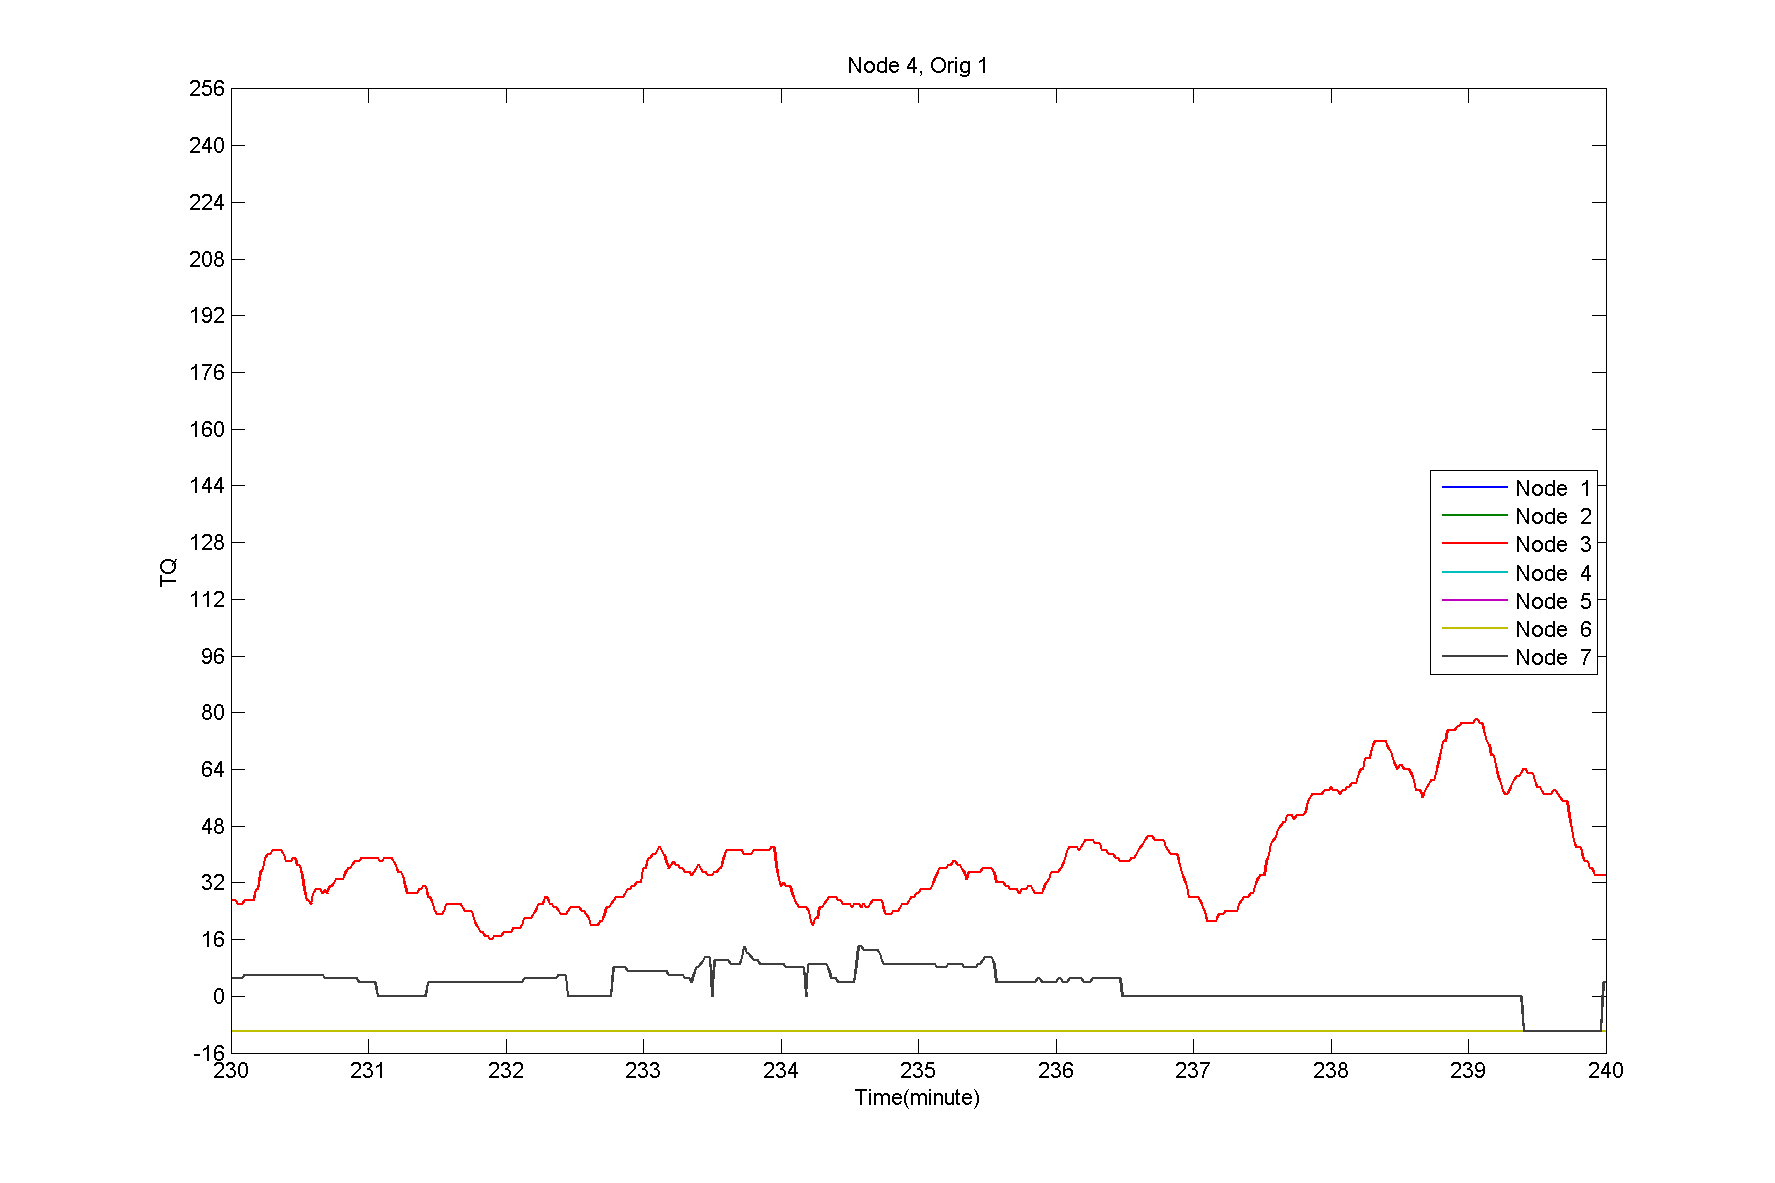 Node 4, Orig 1
256
240
224
208
192
176
160
144
128
112
96
80
64
48
32
16
0
-16
TQ
Node 1
Node 2
Node 3
Node 4
Node 5
Node 6
Node 7
230 231 232 233 234 235 236 237 238 239 240
Time(minute)